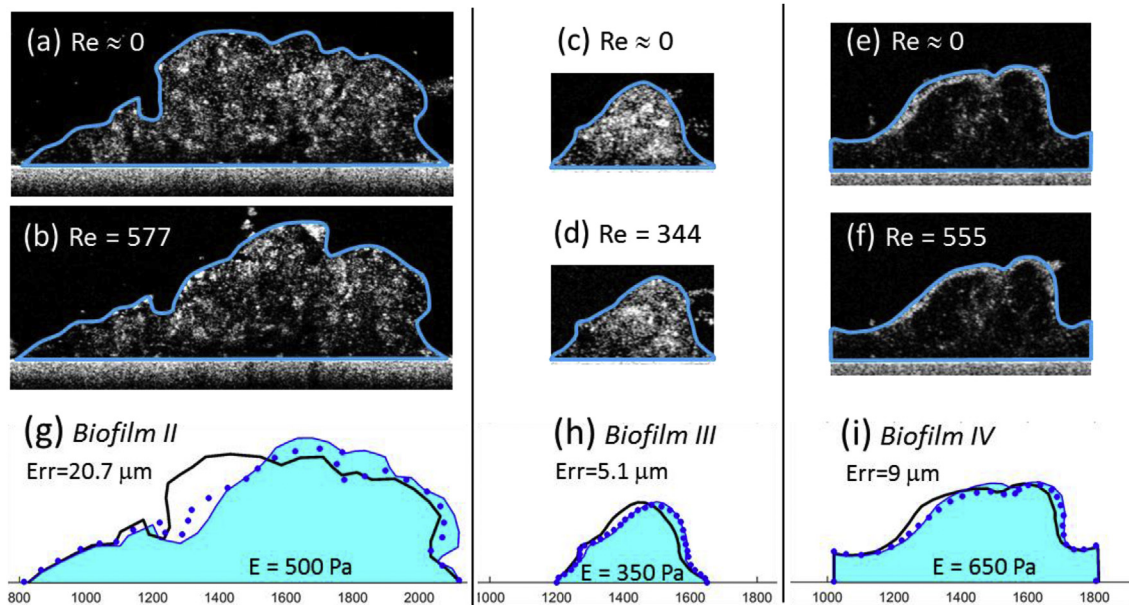 (a) Re ≈ 0
(c) Re ≈ 0
(e) Re ≈ 0
(b) Re = 577
(d) Re = 344
(f) Re = 555
(g) Biofilm II
Err=20.7 μm
E = 500 Pa
800 1000 1200 1400 1600 1800 2000
(h) Biofilm III
Err=5.1 μm
E = 350 Pa
1000 1200 1400 1600 1800
(i) Biofilm IV
Err=9 μm
E = 650 Pa
1000 1200 1400 1600 1800